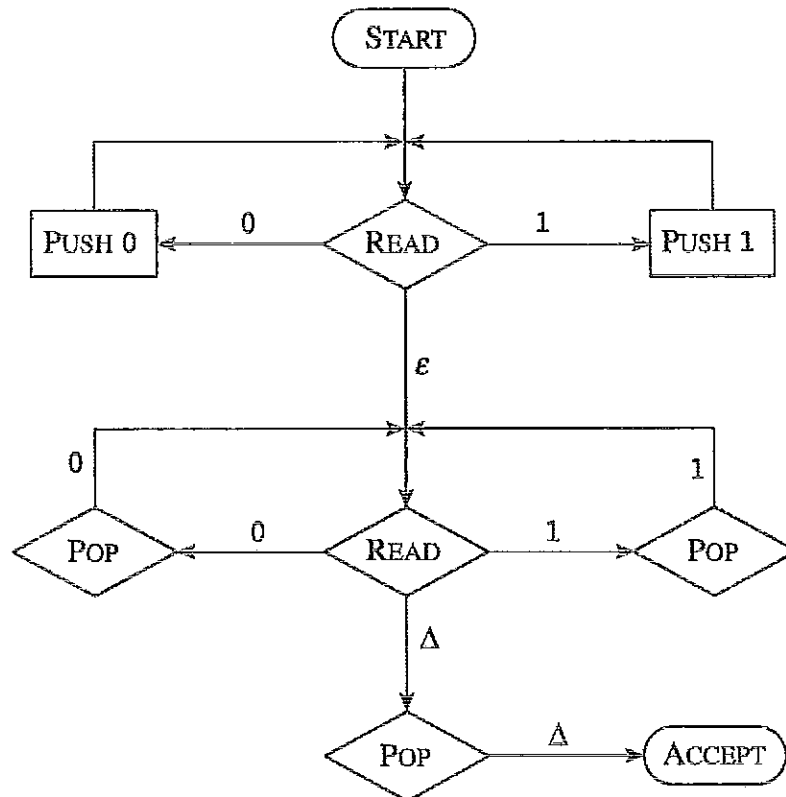 START
0 1
PUSH 0 READ PUSH 1
ε
0 1
0 1
POP READ POP
Δ
Δ
POP ACCEPT